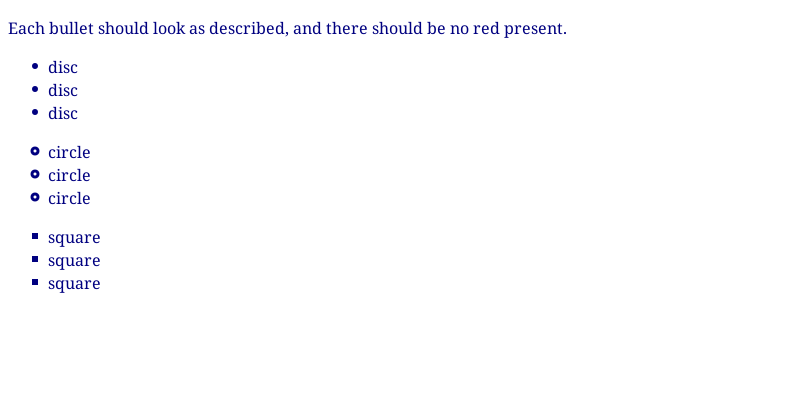 Each bullet should look as described, and there should be no red present.
disc
disc
disc
circle
circle
circle
square
square
square